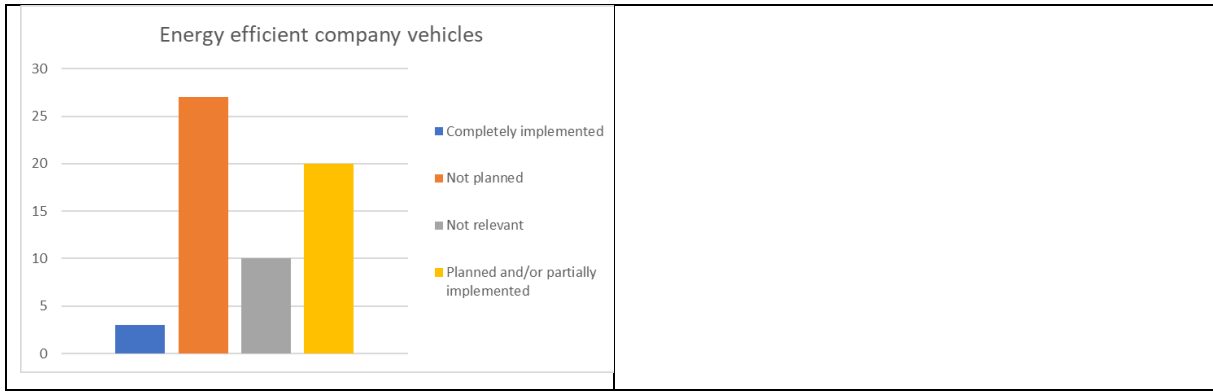 Energy efficient company vehicles
30
25
20
15
10
5
0
Completely implemented
Not planned
Not relevant
Planned and/or partially
implemented